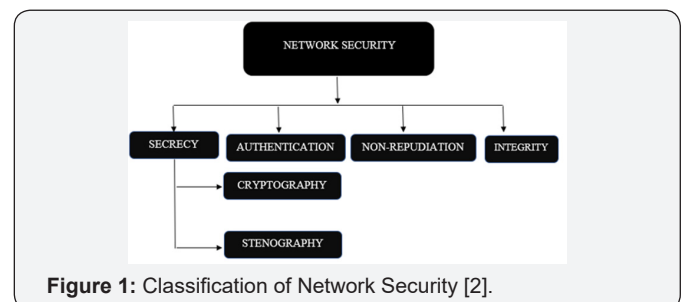 NETWORK SECURITY
SECRECY
AUTHENTICATION
NON-REPUDIATION
INTEGRITY
CRYPTOGRAPHY
STENOGRAPHY
Figure 1: Classification of Network Security [2].